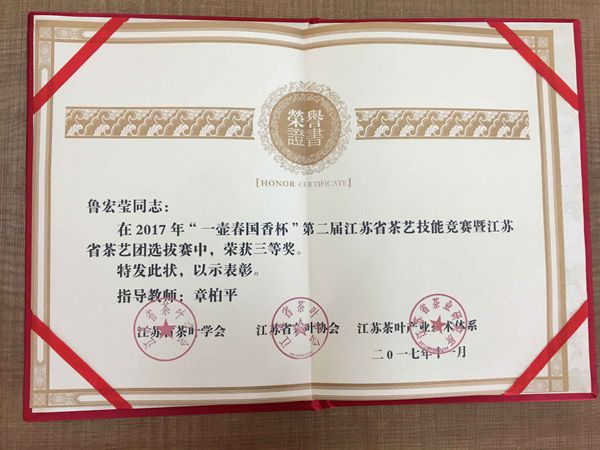 榮譽
證書
[HONOR CERTIFICATE]
鲁宏莹同志：
在 2017 年“一壶春国香杯”第二届江苏省茶艺技能竞赛暨江苏
省茶艺团选拔赛中，荣获三等奖。
特发此状，以示表彰。
指导教师：章柏平
江苏省茶叶学会 江苏省茶叶协会 江苏茶叶产业技术体系
二0一七年十一月